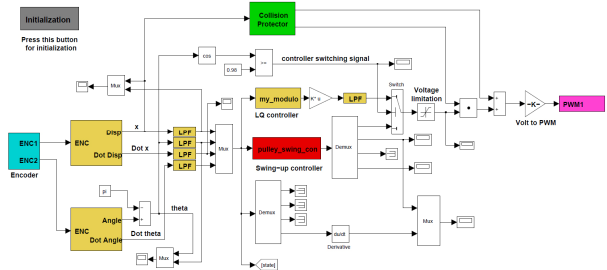 Initialization
Press this button
for initialization
Collision
Protector
cos
0.98
>=
controller switching signal
Mux
Switch
Voltage
limitation
my_modulo
K* u
LPF
LQ controller
-K-
PWM1
Volt to PWM
ENC1
ENC2
Encoder
ENC
Disp
x
Dot Disp
Dot x
LPF
LPF
LPF
LPF
Mux
pulley_swing_con
Swing-up controller
Demux
pi
ENC
Angle
theta
Dot Angle
Dot theta
Mux
Demux
du/dt
Derivative
Mux
[state]